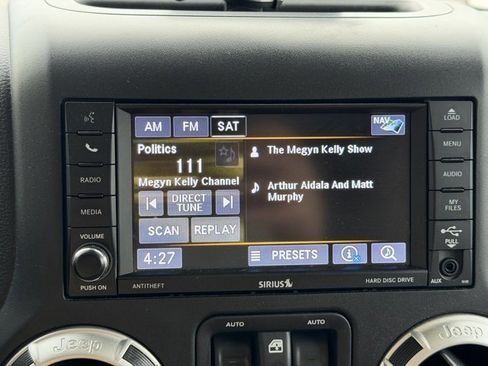 AM FM SAT NAV
LOAD
Politics
111
The Megyn Kelly Show
MENU
Megyn Kelly Channel
Arthur Aidala And Matt
Murphy
RADIO
DIRECT
TUNE
AUDIO
MEDIA
MY
FILES
SCAN REPLAY
VOLUME
PULL
4:27
PRESETS
PUSH ON
AUX
ANTITHEFT
SIRIUS
HARD DISC DRIVE
AUTO AUTO
Jeep Jeep